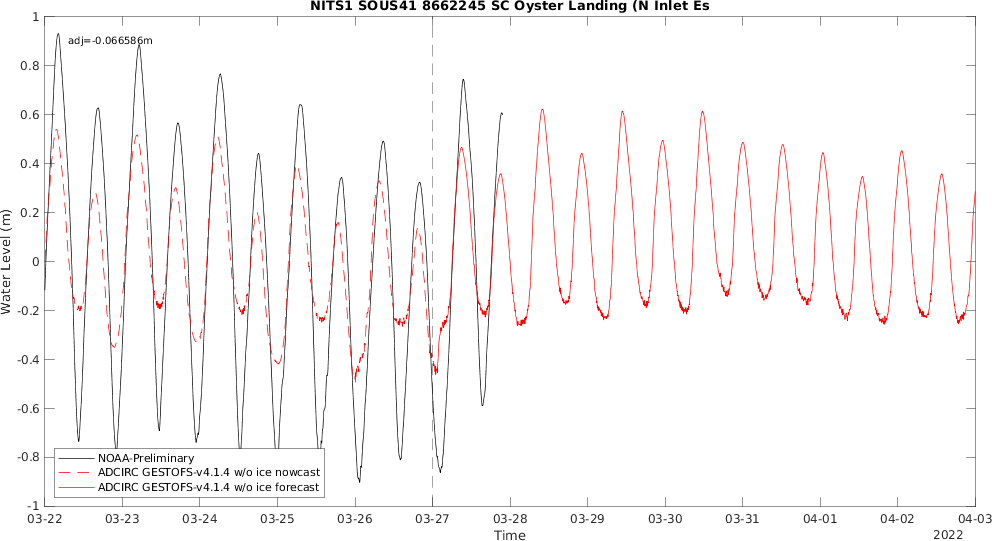 NITS1 SOUS41 8662245 SC Oyster Landing (N Inlet Es
adj=-0.066586m
1
0.8
0.6
0.4
0.2
0
-0.2
-0.4
-0.6
-0.8
-1
Water Level (m)
NOAA-Preliminary
ADCIRC GESTOFS-v4.1.4 w/o ice nowcast
ADCIRC GESTOFS-v4.1.4 w/o ice forecast
03-22 03-23 03-24 03-25 03-26 03-27 03-28 03-29 03-30 03-31 04-01 04-02 04-03
Time
2022